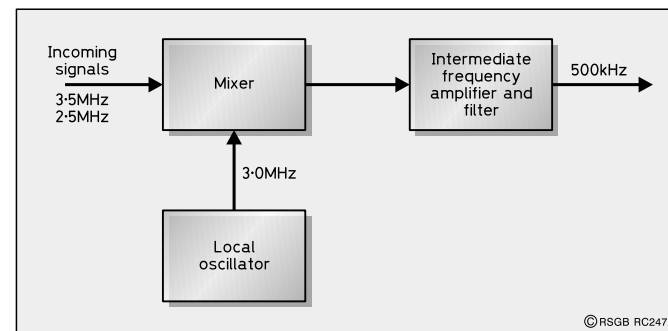 Incoming
signals
3·5MHz
2·5MHz
Mixer
Intermediate
frequency
amplifier and
filter
500kHz
3·0MHz
Local
oscillator
©RSGB RC247